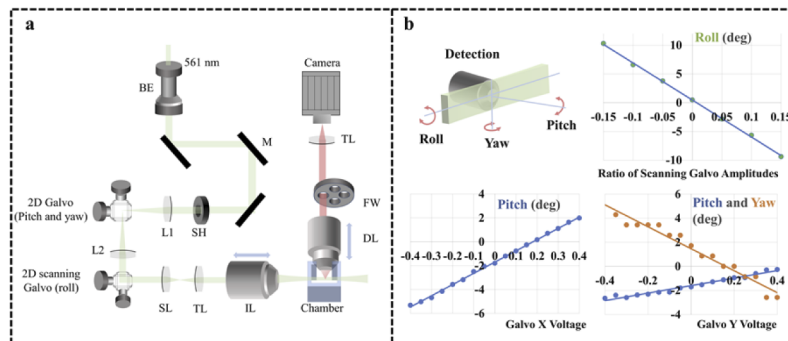 a
561 nm
BE
Camera
M
TL
2D Galvo
(Pitch and yaw)
L1
SH
FW
L2
DL
2D scanning
Galvo (roll)
SL
TL
IL
Chamber
b
Detection
Roll
Yaw
Pitch
Roll (deg)
10
5
0
-0.15 -0.1 -0.05 0 0.05 0.1 0.15
-5
-10
Ratio of Scanning Galvo Amplitudes
Pitch (deg)
4
2
0
-0.4 -0.3 -0.2 -0.1 0 0.1 0.2 0.3 0.4
-2
-4
-6
Galvo X Voltage
Pitch and Yaw
(deg)
6
4
2
0
-0.4 -0.2 0 0.2 0.4
-2
-4
Galvo Y Voltage